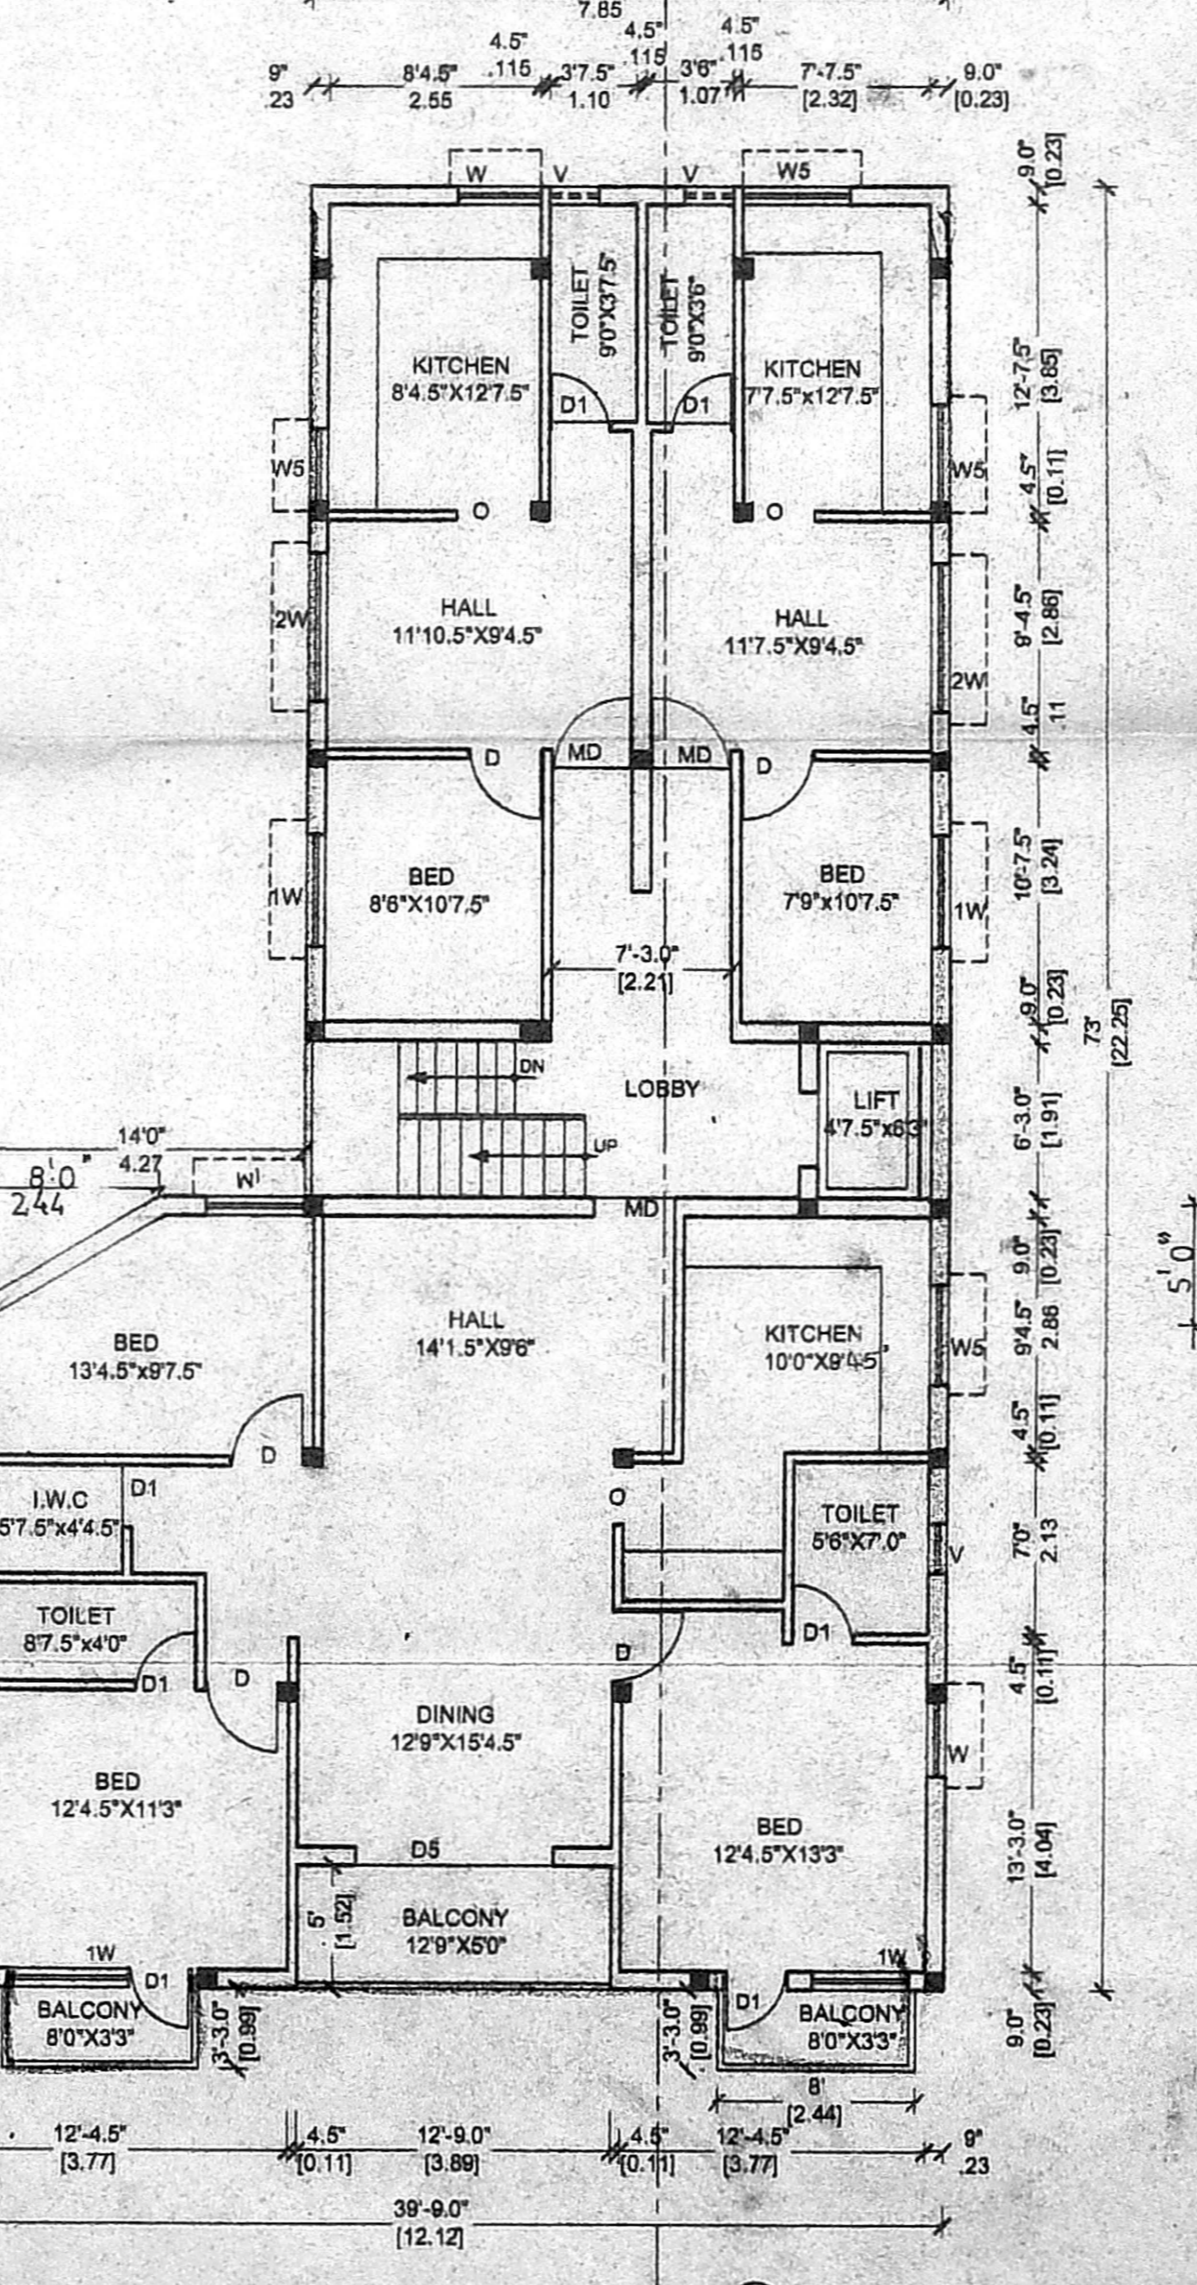 7.85
4.5"
4.5"
4.5"
.115
.115
.115
9"
8'4.5"
3'7.5"
3'6"
7'-7.5"
9.0"
.23
2.55
1.10
1.07
[2.32]
[0.23]
9.0"
[0.23]
W
V
V
W5
TOILET
9'0"X3'7.5"
TOILET
9'0"X3'6"
KITCHEN
8'4.5"X12'7.5"
KITCHEN
7'7.5"x12'7.5"
12'-7.5"
[3.85]
D1
D1
W5
W5
4.5"
[0.11]
O
O
HALL
11'10.5"X9'4.5"
HALL
11'7.5"X9'4.5"
2W
2W
9'-4.5"
[2.86]
4.5"
.11
D
MD
MD
D
BED
8'6"X10'7.5"
BED
7'9"x10'7.5"
1W
1W
10'-7.5"
[3.24]
7'-3.0"
[2.21]
9.0"
[0.23]
73'
[22.25]
DN
LOBBY
LIFT
4'7.5"x6'3"
6'-3.0"
[1.91]
UP
14'0"
4.27
8'0"
2.44
W1
MD
9.0"
[0.23]
5'0"
HALL
14'1.5"X9'6"
KITCHEN
10'0"X9'4.5"
W5
9'4.5"
2.86
BED
13'4.5"x9'7.5"
D
4.5"
[0.11]
D1
I.W.C
5'7.5"x4'4.5"
O
TOILET
5'6"X7'.0"
V
7'0"
2.13
TOILET
8'7.5"x4'0"
D1
D
D
D1
4.5"
[0.11]
DINING
12'9"X15'4.5"
W
BED
12'4.5"X11'3"
BED
12'4.5"X13'3"
13'-3.0"
[4.04]
D5
.5'
[1.52]
BALCONY
12'9"X5'0"
1W
D1
1W
D1
BALCONY
8'0"X3'3"
3'-3.0"
[0.99]
3'-3.0"
[0.99]
BALCONY
8'0"X3'3"
9.0"
[0.23]
8'
[2.44]
12'-4.5"
4.5"
12'-9.0"
4.5"
12'-4.5"
9"
[3.77]
[0.11]
[3.89]
[0.11]
[3.77]
.23
39'-9.0"
[12.12]